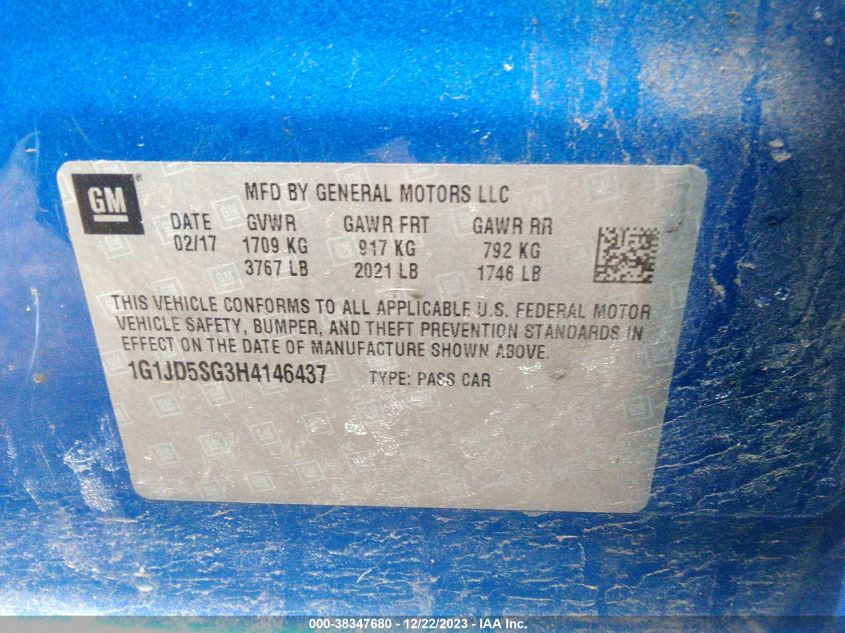 GM
MFD BY GENERAL MOTORS LLC
DATE GVWR GAWR FRT GAWR RR
02/17 1709 KG 917 KG 792 KG
3767 LB 2021 LB 1746 LB
THIS VEHICLE CONFORMS TO ALL APPLICABLE U.S. FEDERAL MOTOR
VEHICLE SAFETY, BUMPER, AND THEFT PREVENTION STANDARDS IN
EFFECT ON THE DATE OF MANUFACTURE SHOWN ABOVE.
1G1JD5SG3H4146437 TYPE: PASS CAR
000-38347680 - 12/22/2023 - IAA Inc.